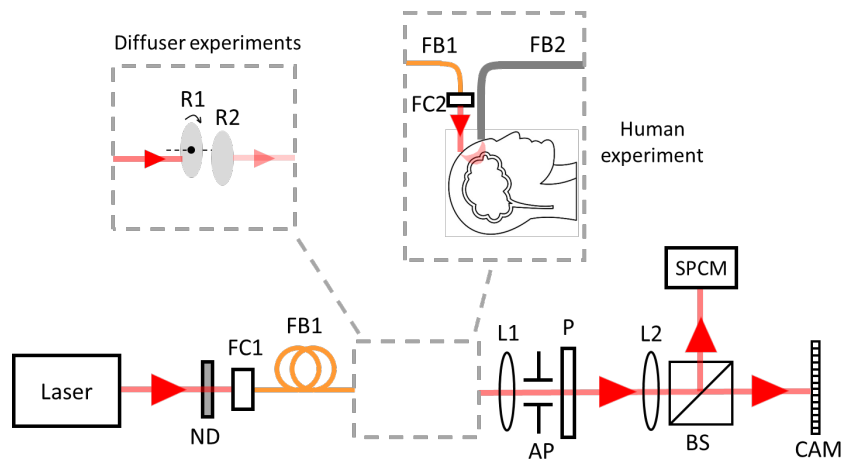 Diffuser experiments
R1
R2
FB1
FB2
FC2
Human
experiment
SPCM
Laser
ND
FC1
FB1
L1
AP
P
L2
BS
CAM